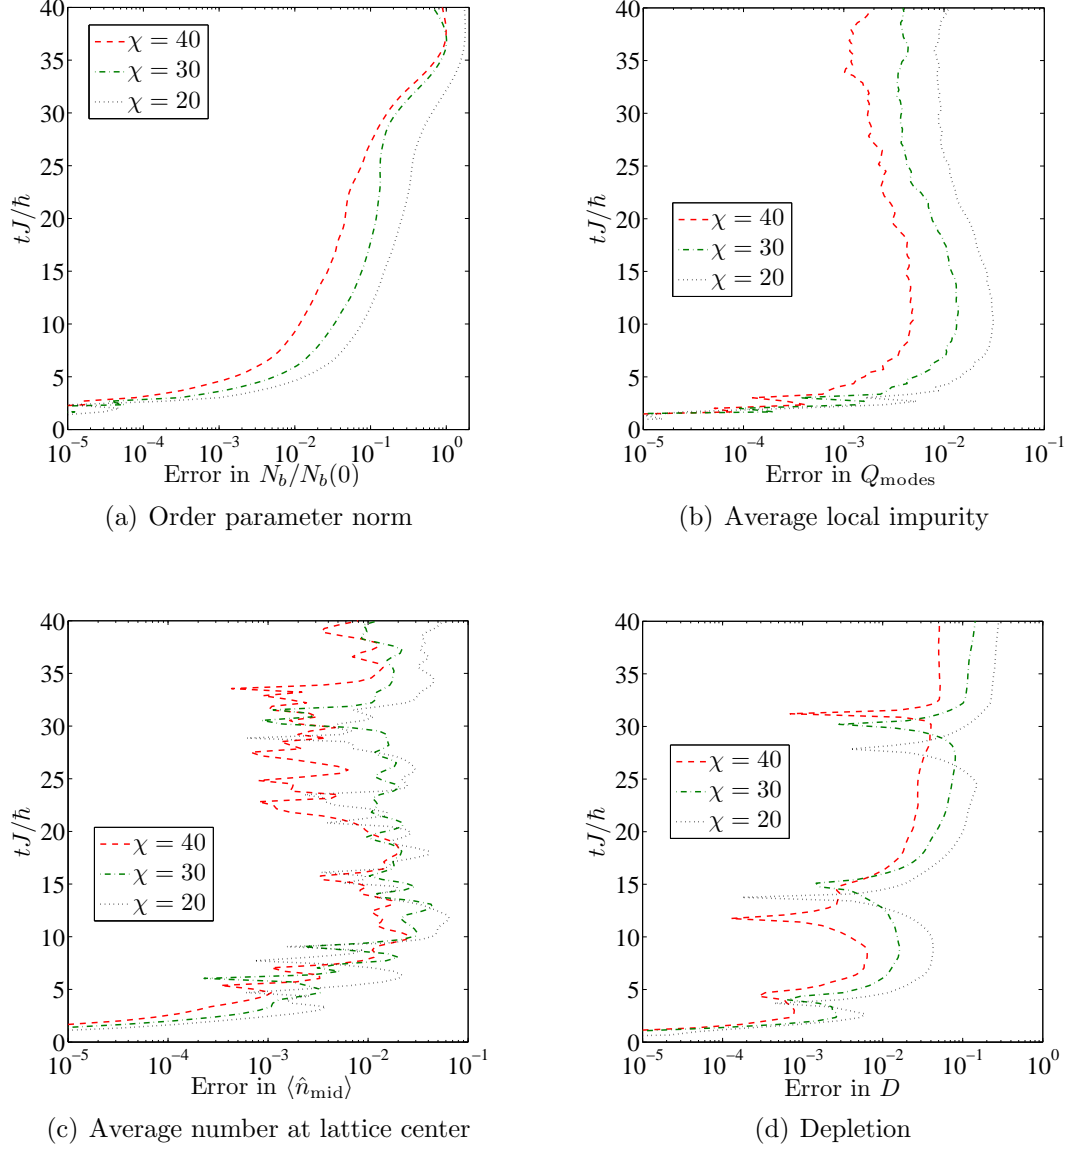 40
35
30
25
20
15
10
5
0
tJ/ħ
χ = 40
χ = 30
χ = 20
10⁻⁵ 10⁻⁴ 10⁻³ 10⁻² 10⁻¹ 10⁰
Error in N_b/N_b(0)
(a) Order parameter norm
40
35
30
25
20
15
10
5
0
tJ/ħ
χ = 40
χ = 30
χ = 20
10⁻⁵ 10⁻⁴ 10⁻³ 10⁻² 10⁻¹
Error in Q_modes
(b) Average local impurity
40
35
30
25
20
15
10
5
0
tJ/ħ
χ = 40
χ = 30
χ = 20
10⁻⁵ 10⁻⁴ 10⁻³ 10⁻² 10⁻¹
Error in ⟨n̂_mid⟩
(c) Average number at lattice center
40
35
30
25
20
15
10
5
0
tJ/ħ
χ = 40
χ = 30
χ = 20
10⁻⁵ 10⁻⁴ 10⁻³ 10⁻² 10⁻¹ 10⁰
Error in D
(d) Depletion